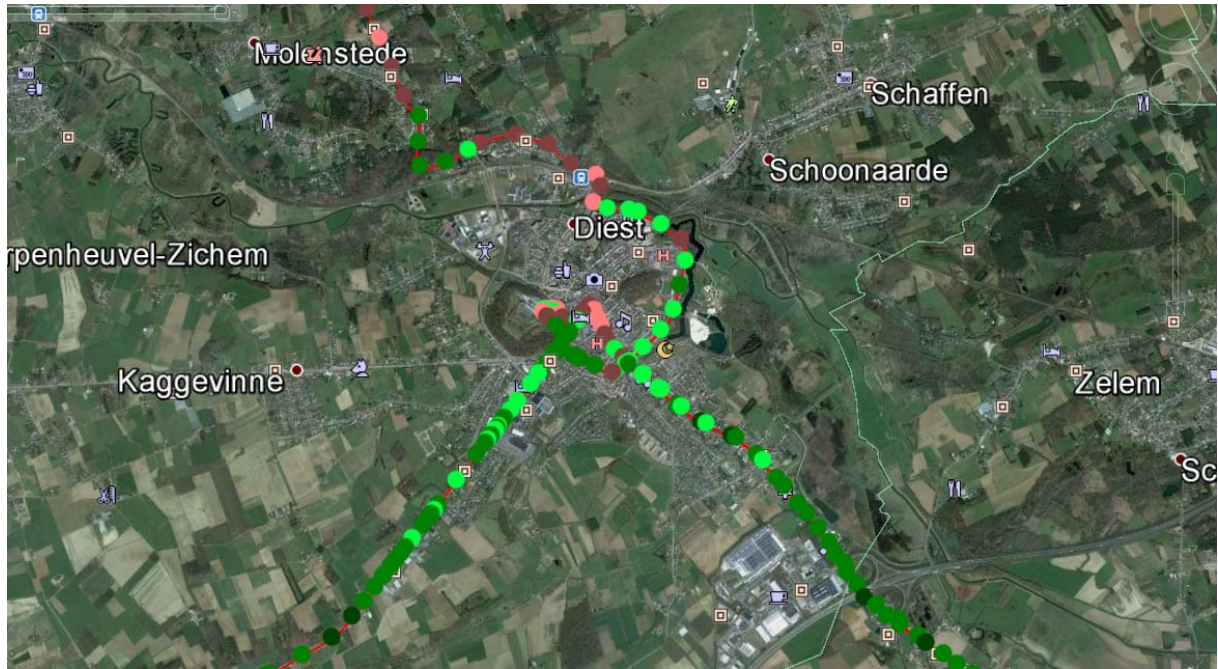 Molenstede
Schaffen
Schoonaarde
Diest
rpenheuvel-Zichem
Kaggevinne
Zelem
Sc
H
H